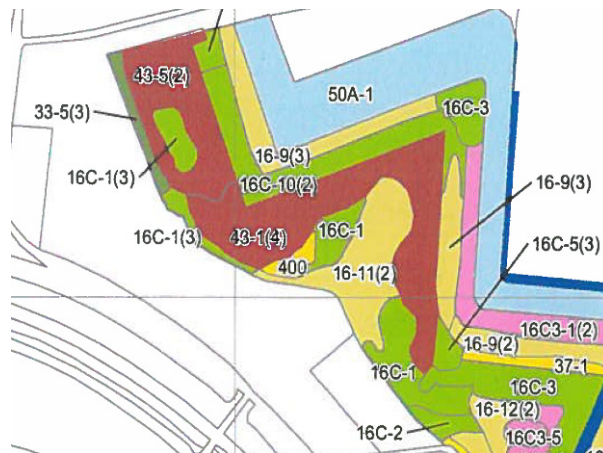 43-5(2)
50A-1
16C-3
33-5(3)
16-9(3)
16C-1(3)
16C-10(2)
16-9(3)
16C-1(3)
43-1(4)
16C-1
16C-5(3)
400
16-11(2)
16C3-1(2)
16-9(2)
37-1
16C-1
16C-3
16-12(2)
16C-2
16C3-5